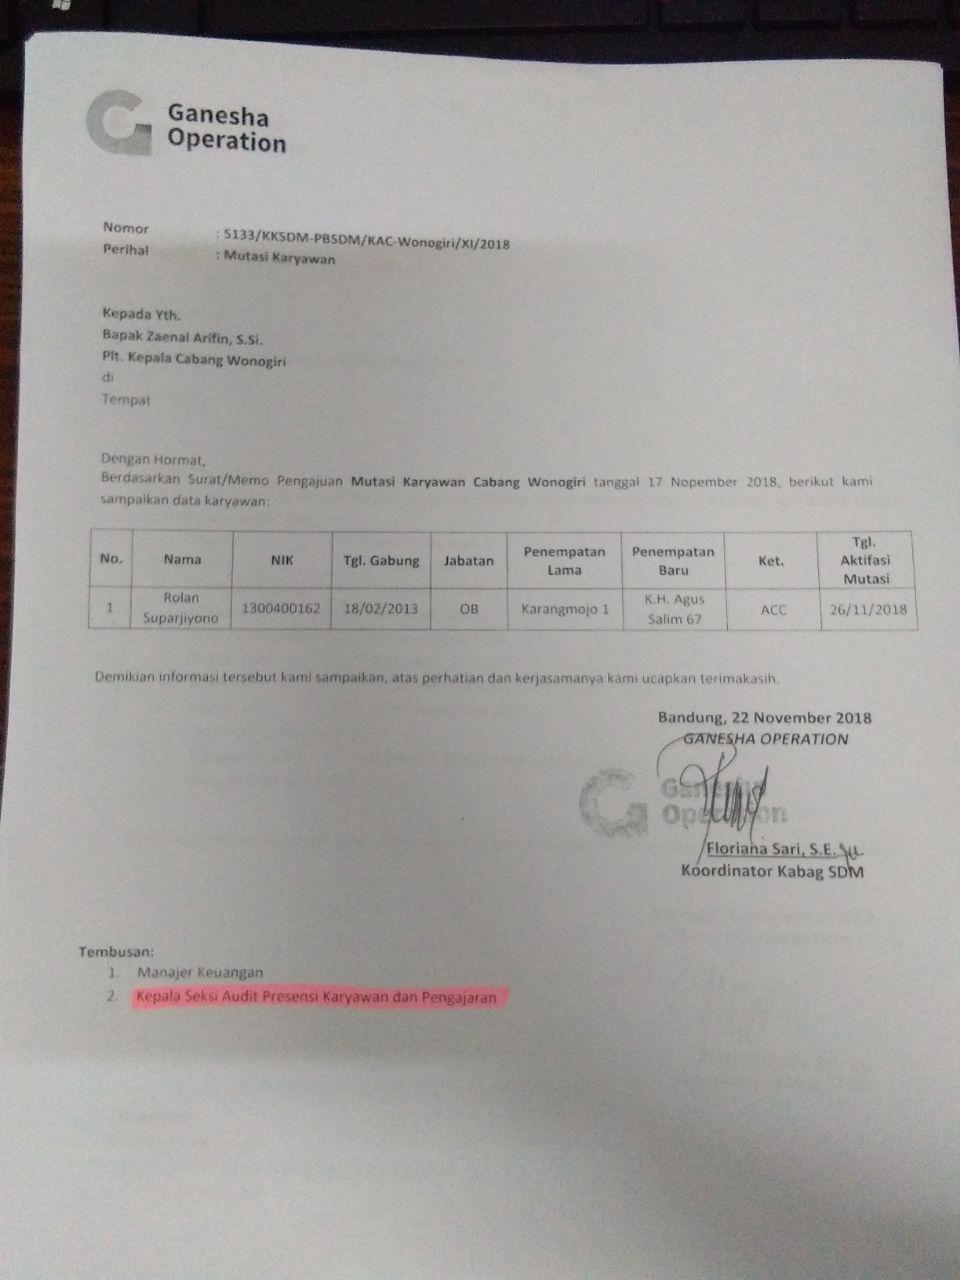 Ganesha
Operation
Nomor : 5133/KKSDM-PBSDM/KAC-Wonogiri/XI/2018
Perihal : Mutasi Karyawan
Kepada Yth.
Bapak Zaenal Arifin, S.Si.
Plt. Kepala Cabang Wonogiri
di
Tempat
Dengan Hormat,
Berdasarkan Surat/Memo Pengajuan Mutasi Karyawan Cabang Wonogiri tanggal 17 Nopember 2018, berikut kami
sampaikan data karyawan:
No. Nama NIK Tgl. Gabung Jabatan Penempatan Lama Penempatan Baru Ket. Tgl. Aktifasi Mutasi
1 Rolan Suparjiyono 1300400162 18/02/2013 OB Karangmojo 1 K.H. Agus Salim 67 ACC 26/11/2018
Demikian informasi tersebut kami sampaikan, atas perhatian dan kerjasamanya kami ucapkan terimakasih.
Bandung, 22 November 2018
GANESHA OPERATION
Ganesha
Operation
Floriana Sari, S.E.
Koordinator Kabag SDM
Tembusan:
1. Manajer Keuangan
2. Kepala Seksi Audit Presensi Karyawan dan Pengajaran